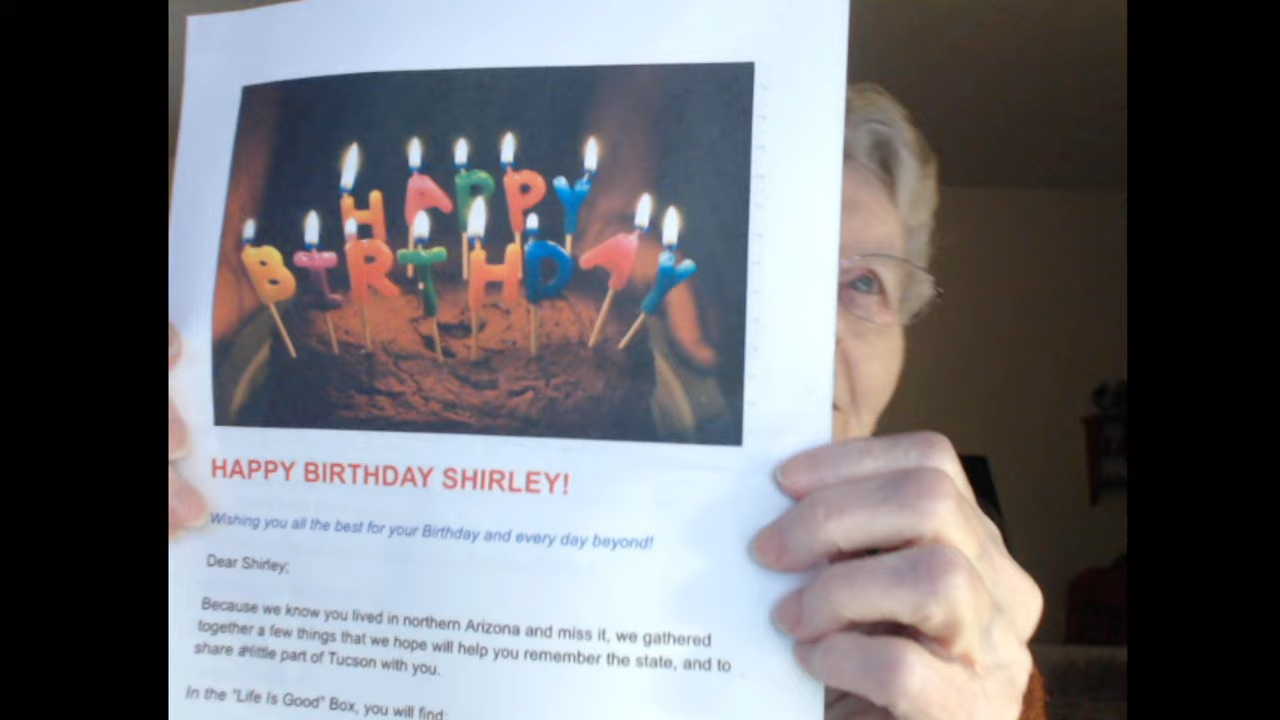 HAPPY
BIRTHDAY
HAPPY BIRTHDAY SHIRLEY!
Wishing you all the best for your Birthday and every day beyond!
Dear Shirley;
Because we know you lived in northern Arizona and miss it, we gathered
together a few things that we hope will help you remember the state, and to
share a little part of Tucson with you.
In the "Life Is Good" Box, you will find: